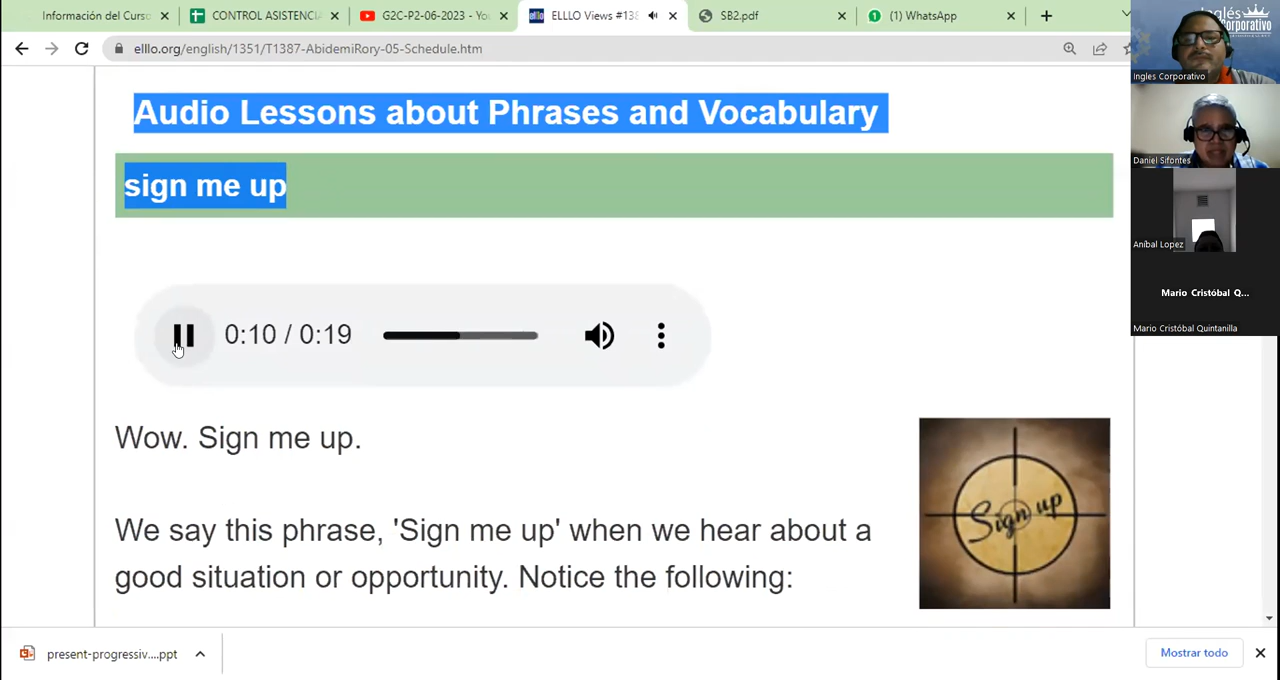 Información del Curso
CONTROL ASISTENCIA
G2C-P2-06-2023 - Yo
ELLLO Views #138
SB2.pdf
(1) WhatsApp
elllo.org/english/1351/T1387-AbidemiRory-05-Schedule.htm
Inglés
Corporativo
Ingles Corporativo
Daniel Sifontes
Aníbal Lopez
Mario Cristóbal Q...
Mario Cristóbal Quintanilla
Audio Lessons about Phrases and Vocabulary
sign me up
0:10 / 0:19
Wow. Sign me up.
Sign up
We say this phrase, 'Sign me up' when we hear about a
good situation or opportunity. Notice the following:
present-progressiv....ppt
Mostrar todo